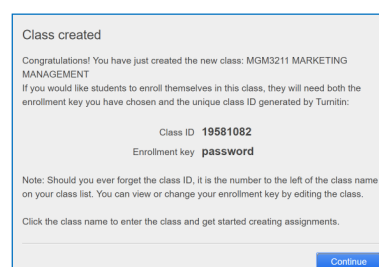 Class created
Congratulations! You have just created the new class: MGM3211 MARKETING
MANAGEMENT
If you would like students to enroll themselves in this class, they will need both the
enrollment key you have chosen and the unique class ID generated by Turnitin:
Class ID 19581082
Enrollment key password
Note: Should you ever forget the class ID, it is the number to the left of the class name
on your class list. You can view or change your enrollment key by editing the class.
Click the class name to enter the class and get started creating assignments.
Continue